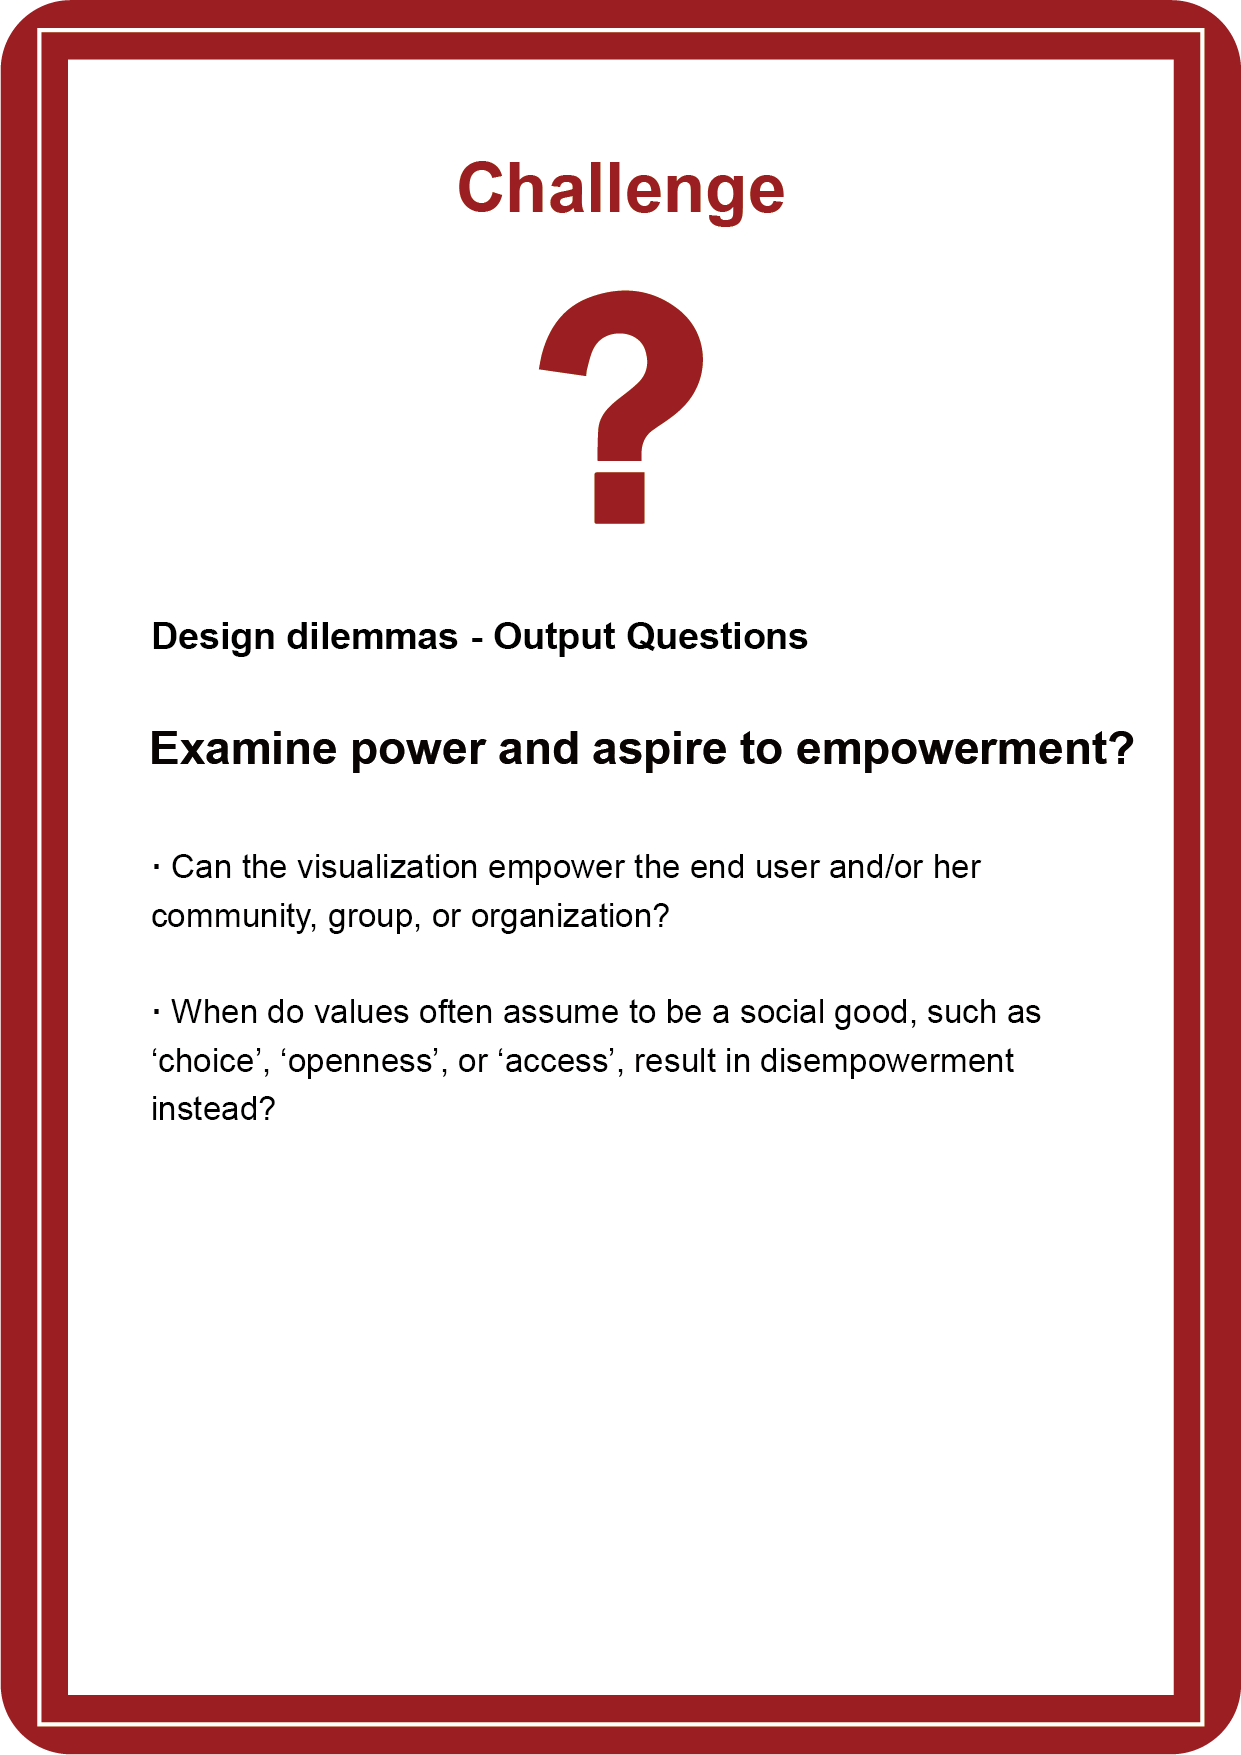 Challenge
?
Design dilemmas - Output Questions
Examine power and aspire to empowerment?
· Can the visualization empower the end user and/or her
community, group, or organization?
· When do values often assume to be a social good, such as
‘choice’, ‘openness’, or ‘access’, result in disempowerment
instead?